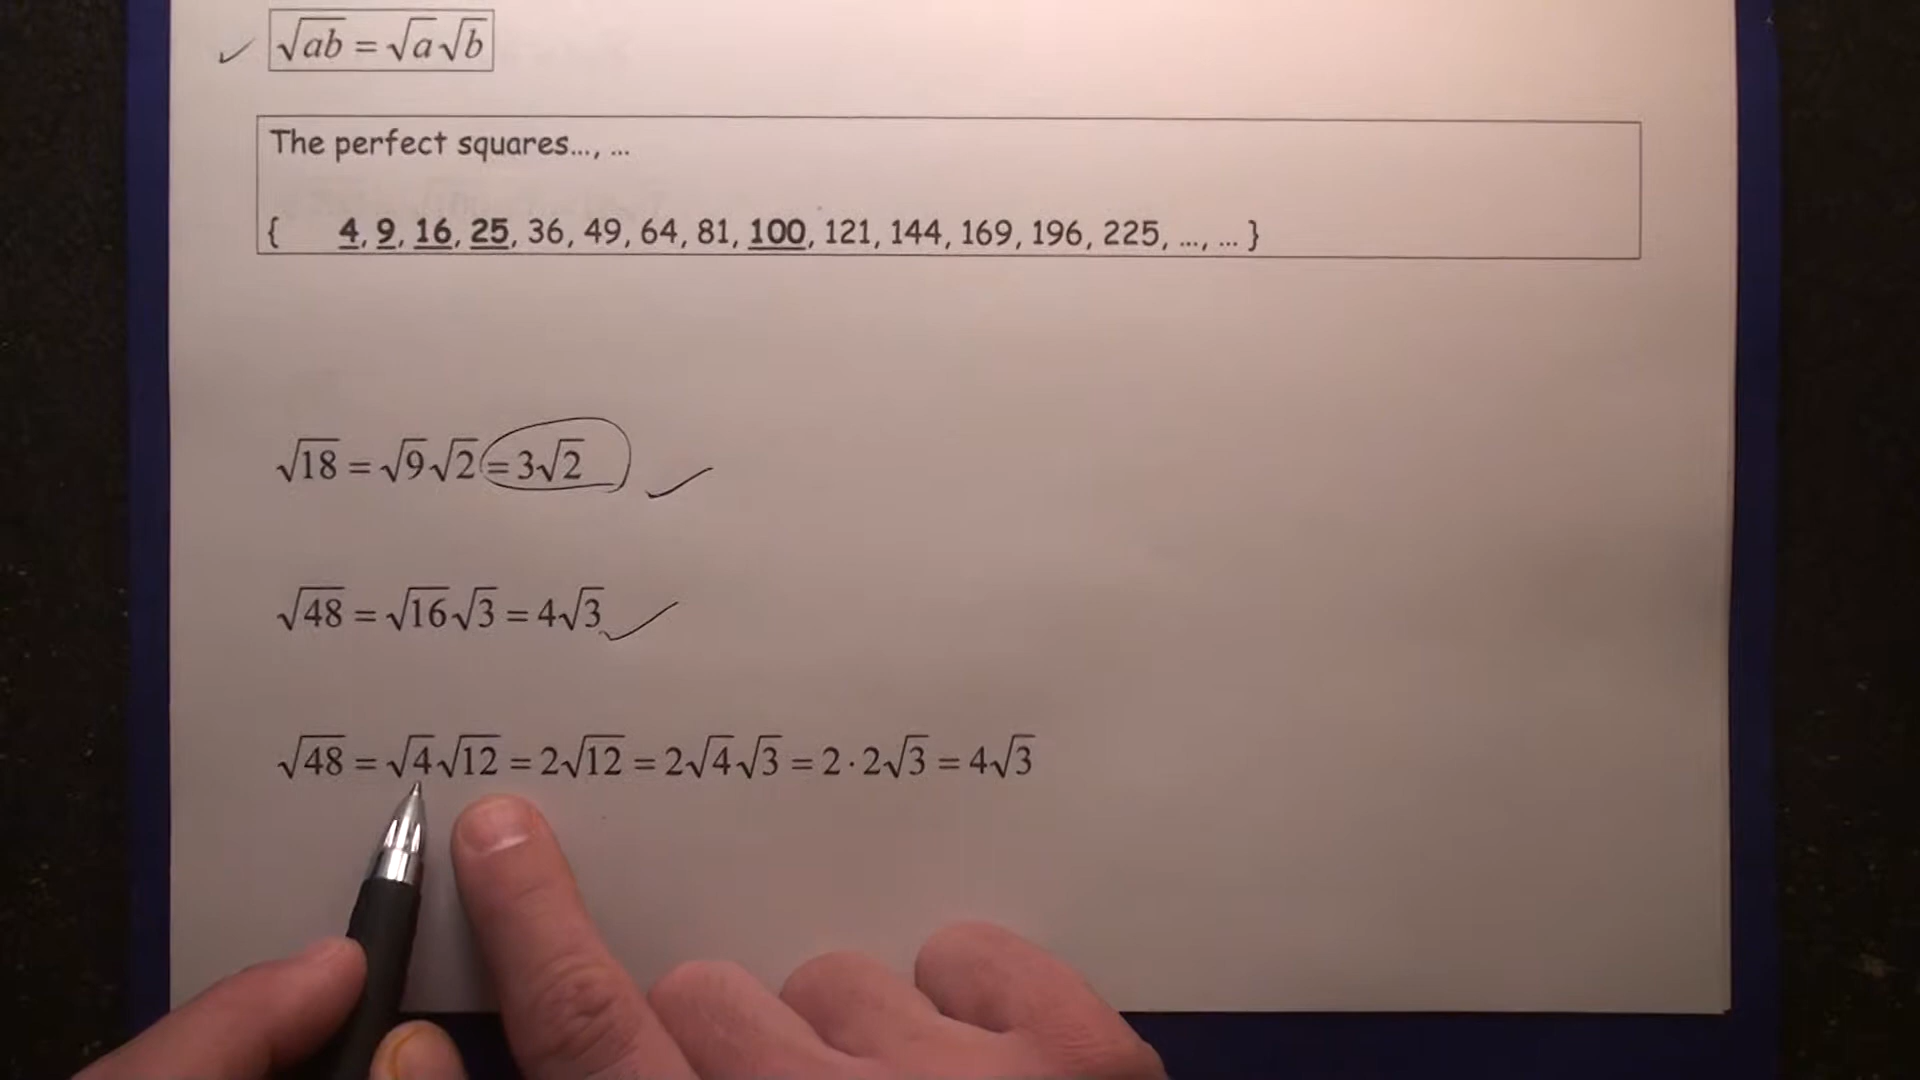 √ab = √a√b
The perfect squares..., ...
{ 4, 9, 16, 25, 36, 49, 64, 81, 100, 121, 144, 169, 196, 225, ..., ... }
√18 = √9√2 = 3√2
√48 = √16√3 = 4√3
√48 = √4√12 = 2√12 = 2√4√3 = 2·2√3 = 4√3